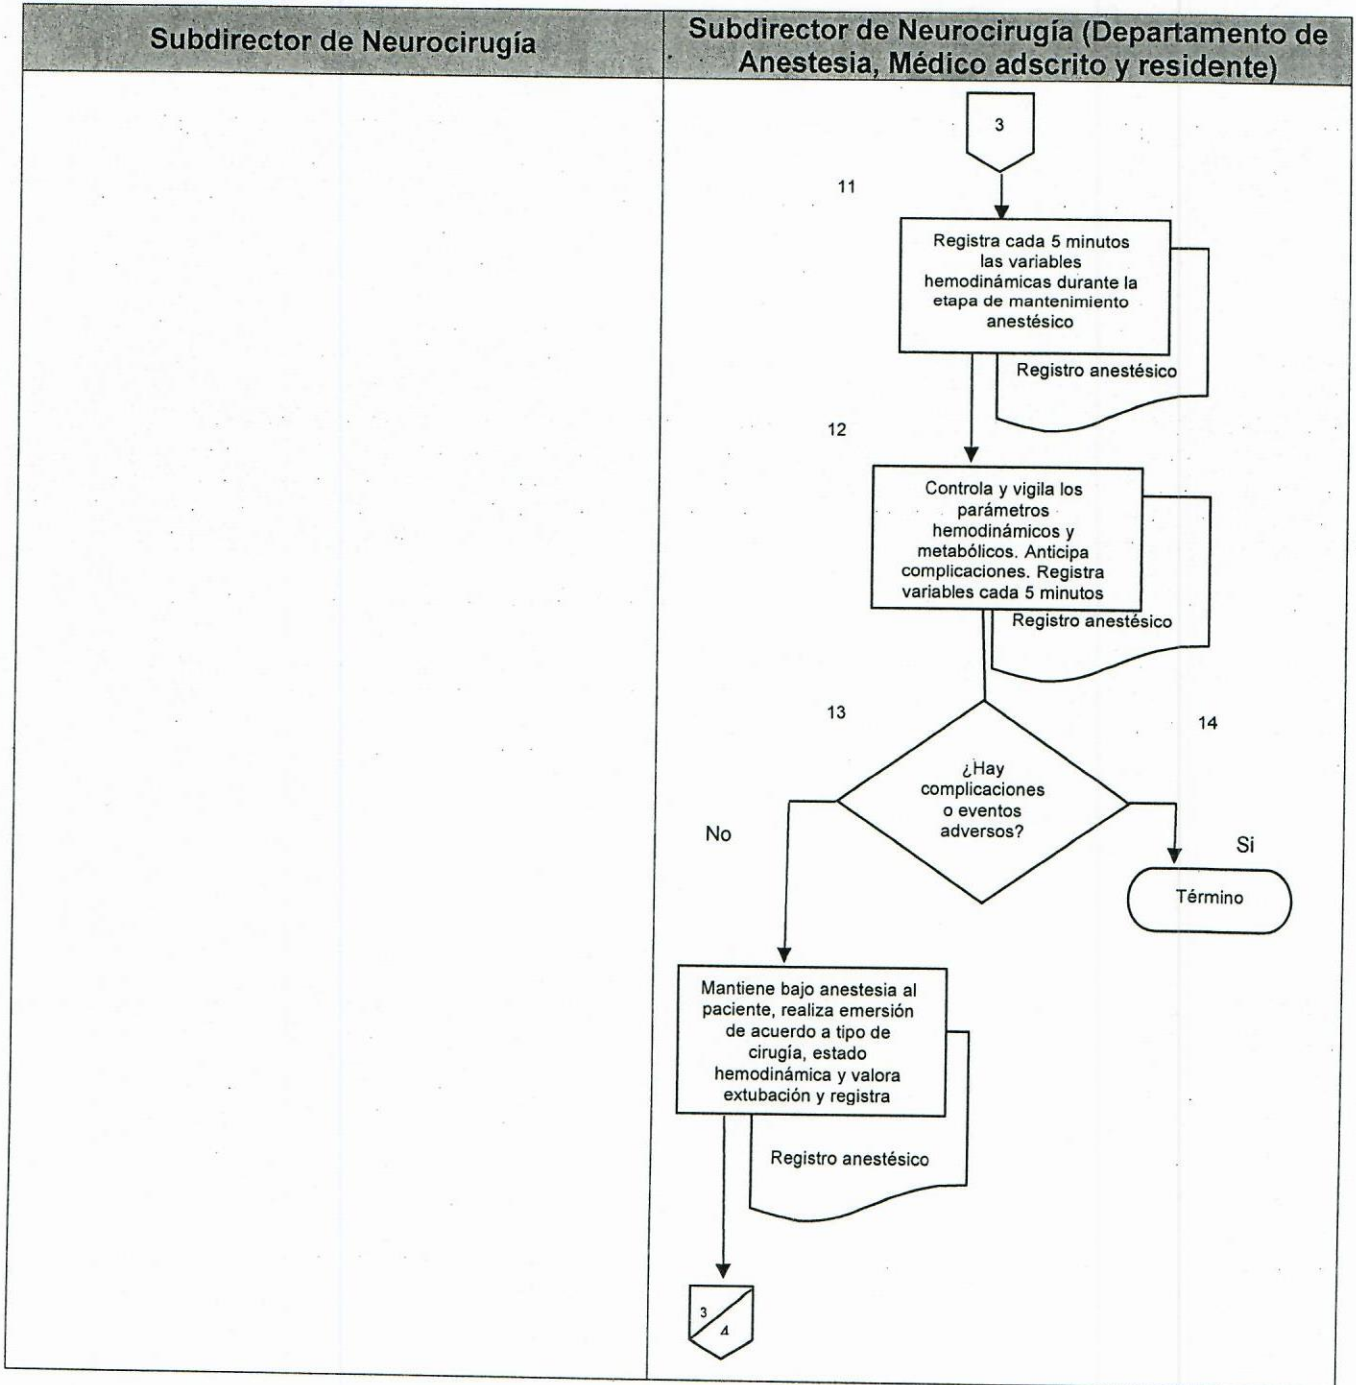 Subdirector de Neurocirugía
Subdirector de Neurocirugía (Departamento de
Anestesia, Médico adscrito y residente)
3
11
Registra cada 5 minutos
las variables
hemodinámicas durante la
etapa de mantenimiento
anestésico
Registro anestésico
12
Controla y vigila los
parámetros
hemodinámicos y
metabólicos. Anticipa
complicaciones. Registra
variables cada 5 minutos
Registro anestésico
13
14
¿Hay
complicaciones
o eventos
adversos?
No
Si
Término
Mantiene bajo anestesia al
paciente, realiza emersión
de acuerdo a tipo de
cirugía, estado
hemodinámica y valora
extubación y registra
Registro anestésico
3
4